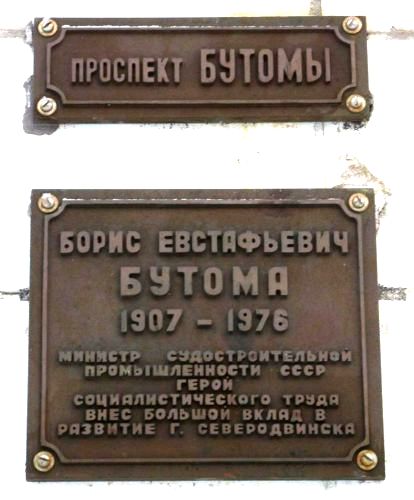 ПРОСПЕКТ БУТОМЫ
БОРИС ЕВСТАФЬЕВИЧ
БУТОМА
1907 - 1976
МИНИСТР СУДОСТРОИТЕЛЬНОЙ
ПРОМЫШЛЕННОСТИ СССР
ГЕРОЙ
СОЦИАЛИСТИЧЕСКОГО ТРУДА
ВНЕС БОЛЬШОЙ ВКЛАД В
РАЗВИТИЕ Г. СЕВЕРОДВИНСКА